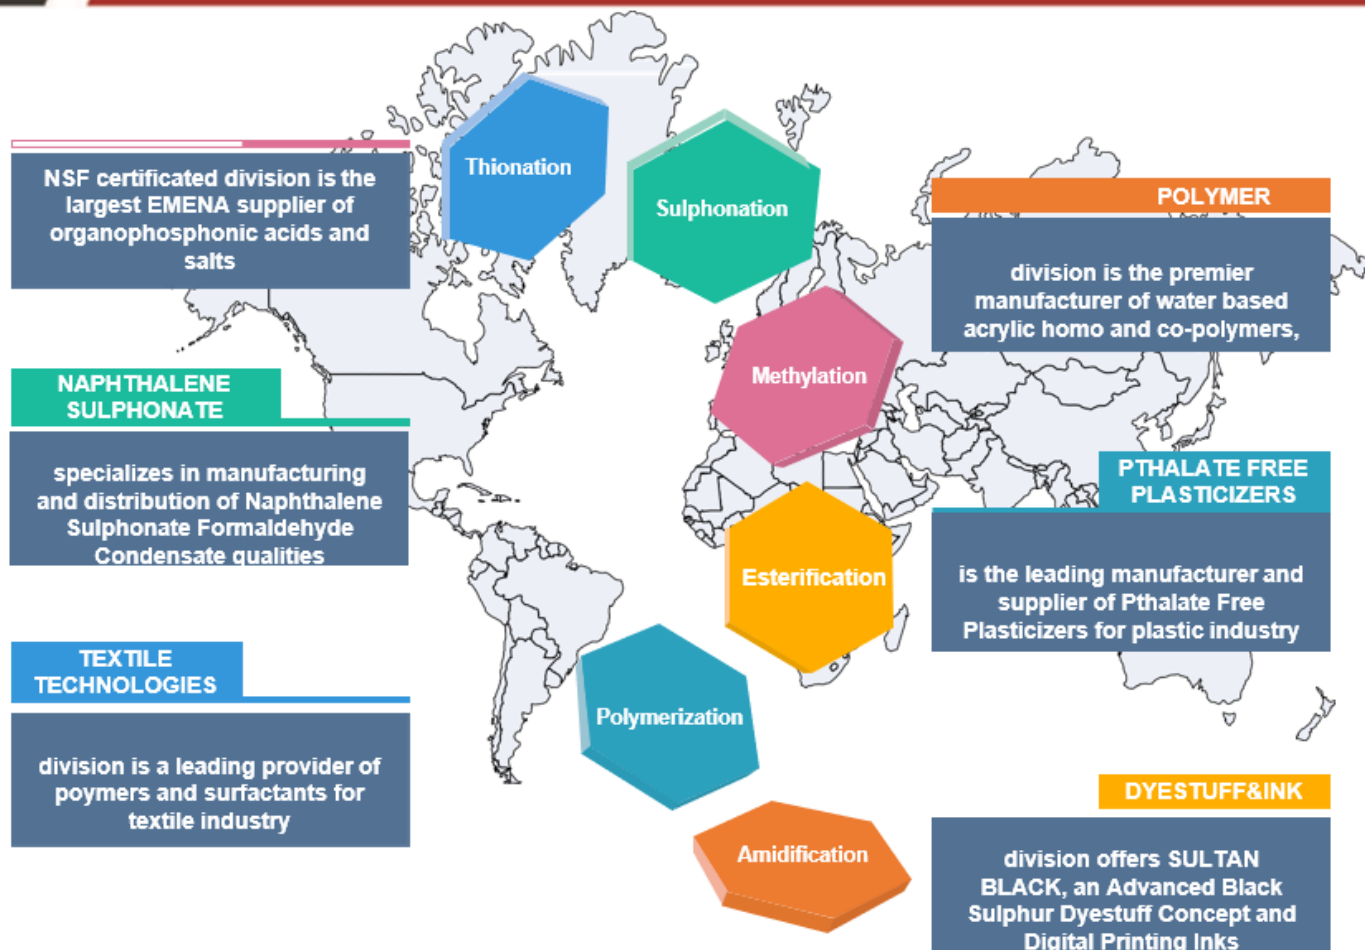 NSF certificated division is the
largest EMENA supplier of
organophosphonic acids and
salts
NAPHTHALENE
SULPHONATE
specializes in manufacturing
and distribution of Naphthalene
Sulphonate Formaldehyde
Condensate qualities
TEXTILE
TECHNOLOGIES
division is a leading provider of
poymers and surfactants for
textile industry
Thionation
Sulphonation
Methylation
Esterification
Polymerization
Amidification
POLYMER
division is the premier
manufacturer of water based
acrylic homo and co-polymers,
PTHALATE FREE
PLASTICIZERS
is the leading manufacturer and
supplier of Pthalate Free
Plasticizers for plastic industry
DYESTUFF&INK
division offers SULTAN
BLACK, an Advanced Black
Sulphur Dyestuff Concept and
Digital Printing Inks